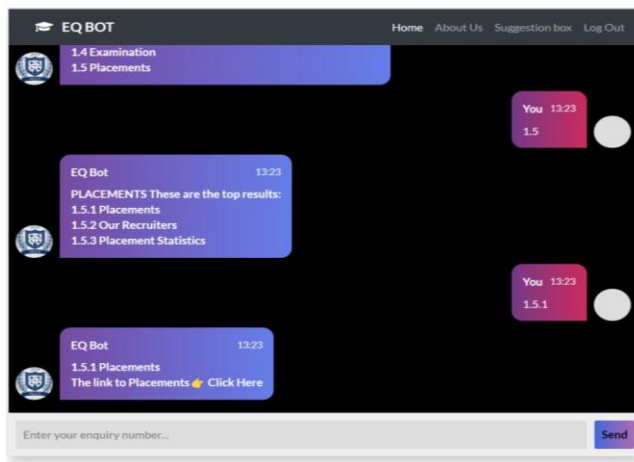 EQ BOT
Home About Us Suggestion box Log Out
1.4 Examination
1.5 Placements
You 13:23
1.5
EQ Bot 13:23
PLACEMENTS These are the top results:
1.5.1 Placements
1.5.2 Our Recruiters
1.5.3 Placement Statistics
You 13:23
1.5.1
EQ Bot 13:23
1.5.1 Placements
The link to Placements 👉 Click Here
Enter your enquiry number...
Send